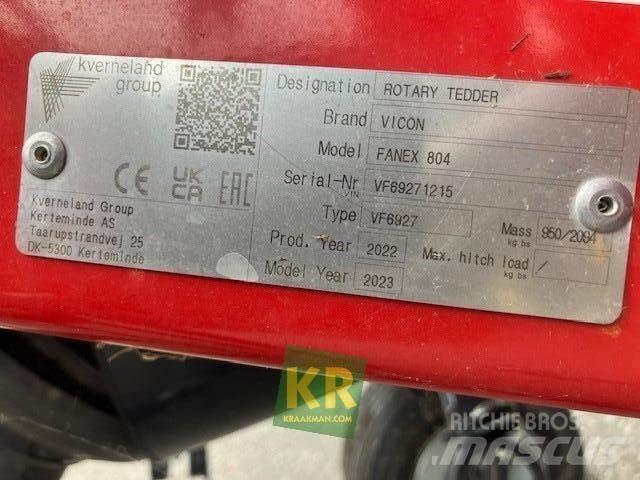 kverneland
group
CE UK CA EAC
Kverneland Group
Kerteminde AS
Taarupstrandvej 25
DK-5300 Kerteminde
Designation ROTARY TEDDER
Brand VICON
Model FANEX 804
Serial-Nr VF69271215
VIN
Type VF6927
Mass 950/2094
kg lbs
Prod. Year 2022
Max. hitch load /
kg lbs
Model Year 2023
KR
KRAAKMAN.COM
RITCHIE BROS
MASCUS